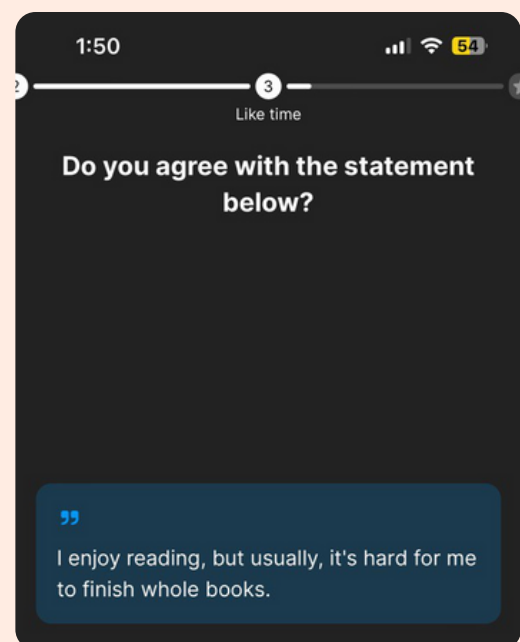 1:50 54
2 3
Like time
Do you agree with the statement
below?
”
I enjoy reading, but usually, it's hard for me
to finish whole books.